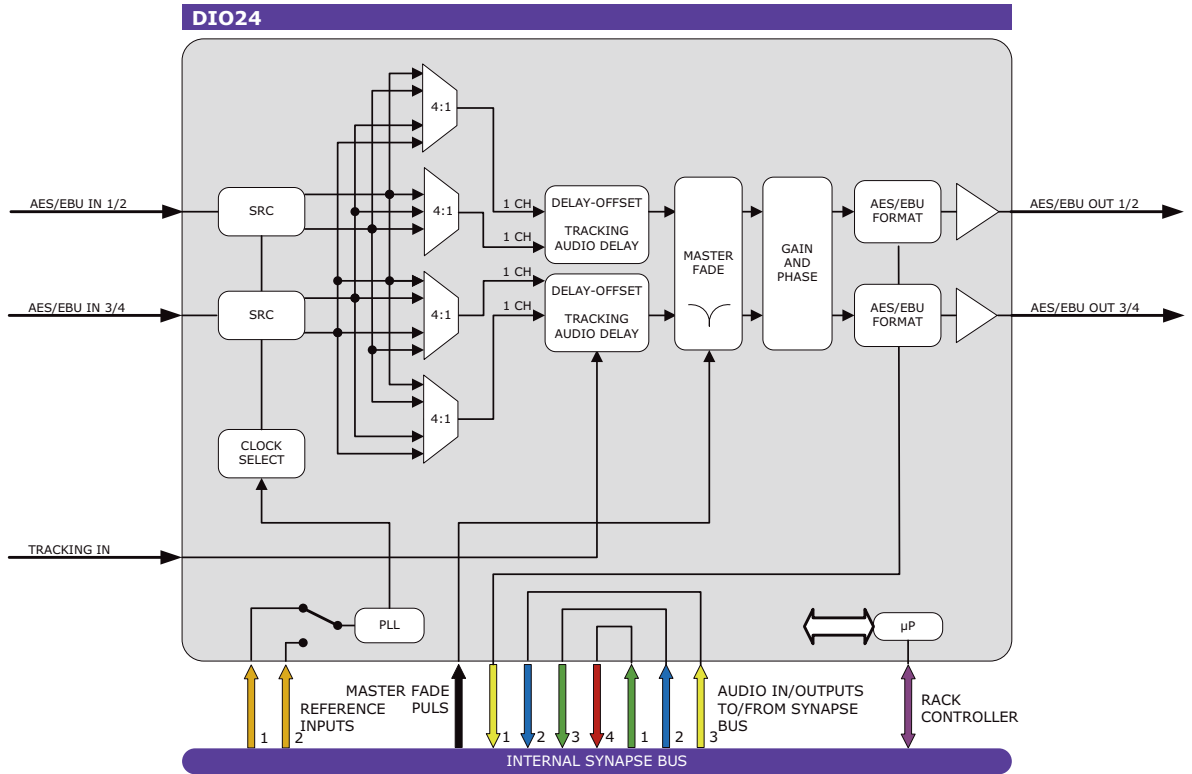 DIO24
4:1
AES/EBU IN 1/2
SRC
4:1
1 CH
1 CH
DELAY-OFFSET
TRACKING
AUDIO DELAY
MASTER
FADE
GAIN
AND
PHASE
AES/EBU
FORMAT
AES/EBU OUT 1/2
AES/EBU IN 3/4
SRC
4:1
1 CH
1 CH
DELAY-OFFSET
TRACKING
AUDIO DELAY
AES/EBU
FORMAT
AES/EBU OUT 3/4
4:1
CLOCK
SELECT
TRACKING IN
PLL
µP
REFERENCE
INPUTS
MASTER FADE
PULS
AUDIO IN/OUTPUTS
TO/FROM SYNAPSE
BUS
RACK
CONTROLLER
1 2 1 2 3 4 1 2 3
INTERNAL SYNAPSE BUS